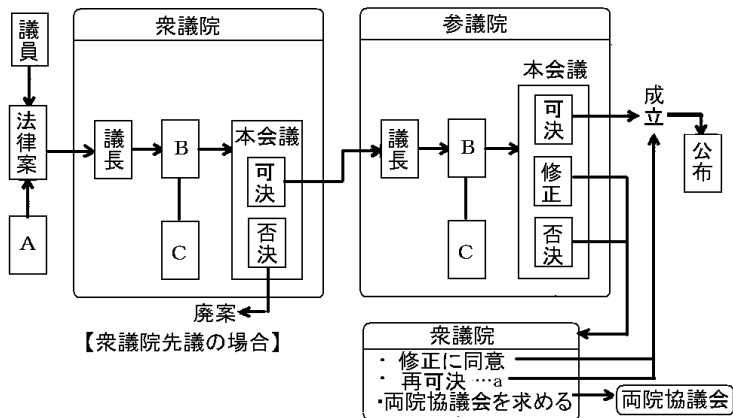 衆議院
参議院
議員
法律案
A
議長
B
C
本会議
可決
否決
廃案
【衆議院先議の場合】
議長
B
C
本会議
可決
修正
否決
成立
公布
衆議院
・修正に同意
・再可決…a
・両院協議会を求める
両院協議会